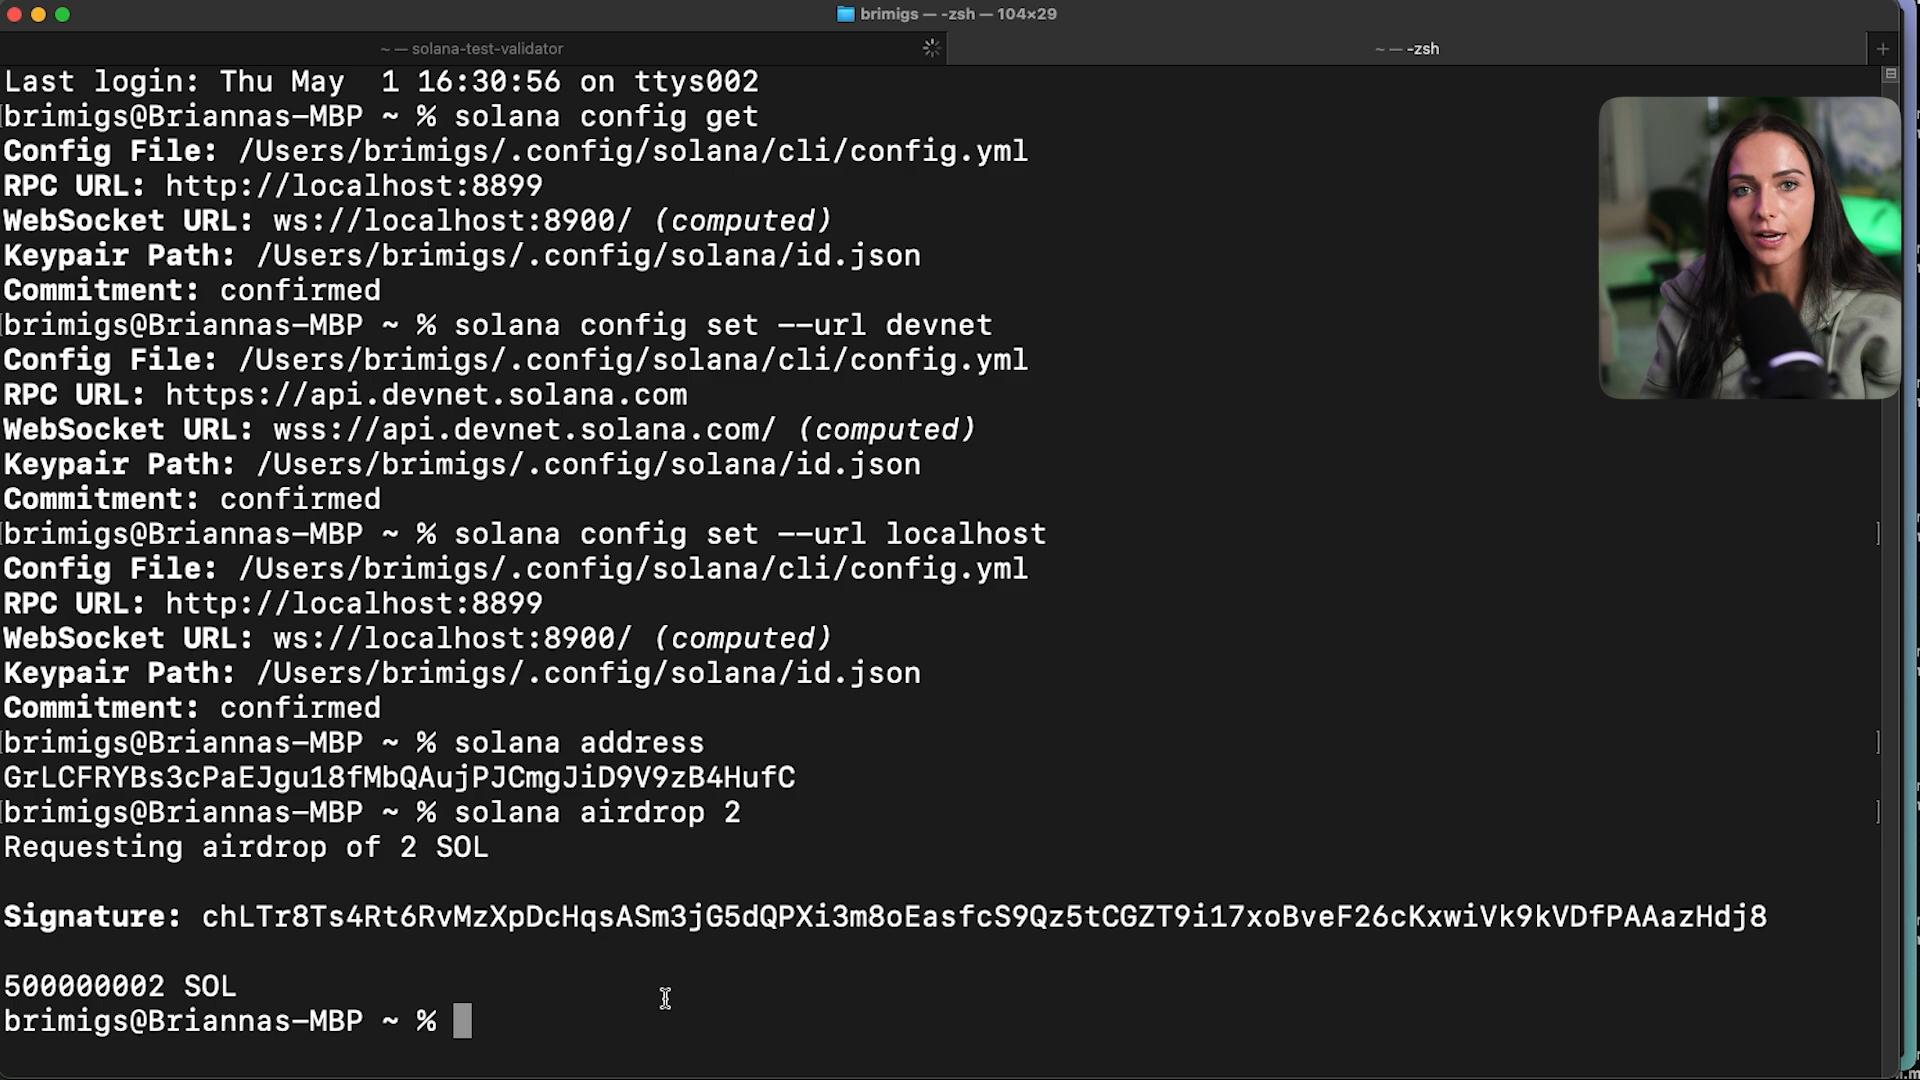 brimigs — -zsh — 104×29
~ — solana-test-validator
~ — -zsh
Last login: Thu May  1 16:30:56 on ttys002
brimigs@Briannas-MBP ~ % solana config get
Config File: /Users/brimigs/.config/solana/cli/config.yml
RPC URL: http://localhost:8899
WebSocket URL: ws://localhost:8900/ (computed)
Keypair Path: /Users/brimigs/.config/solana/id.json
Commitment: confirmed
brimigs@Briannas-MBP ~ % solana config set --url devnet
Config File: /Users/brimigs/.config/solana/cli/config.yml
RPC URL: https://api.devnet.solana.com
WebSocket URL: wss://api.devnet.solana.com/ (computed)
Keypair Path: /Users/brimigs/.config/solana/id.json
Commitment: confirmed
brimigs@Briannas-MBP ~ % solana config set --url localhost
Config File: /Users/brimigs/.config/solana/cli/config.yml
RPC URL: http://localhost:8899
WebSocket URL: ws://localhost:8900/ (computed)
Keypair Path: /Users/brimigs/.config/solana/id.json
Commitment: confirmed
brimigs@Briannas-MBP ~ % solana address
GrLCFRYBs3cPaEJgu18fMbQAujPJCmgJiD9V9zB4HufC
brimigs@Briannas-MBP ~ % solana airdrop 2
Requesting airdrop of 2 SOL
Signature: chLTr8Ts4Rt6RvMzXpDcHqsASm3jG5dQPXi3m8oEasfcS9Qz5tCGZT9i17xoBveF26cKxwiVk9kVDfPAAazHdj8
500000002 SOL
brimigs@Briannas-MBP ~ %